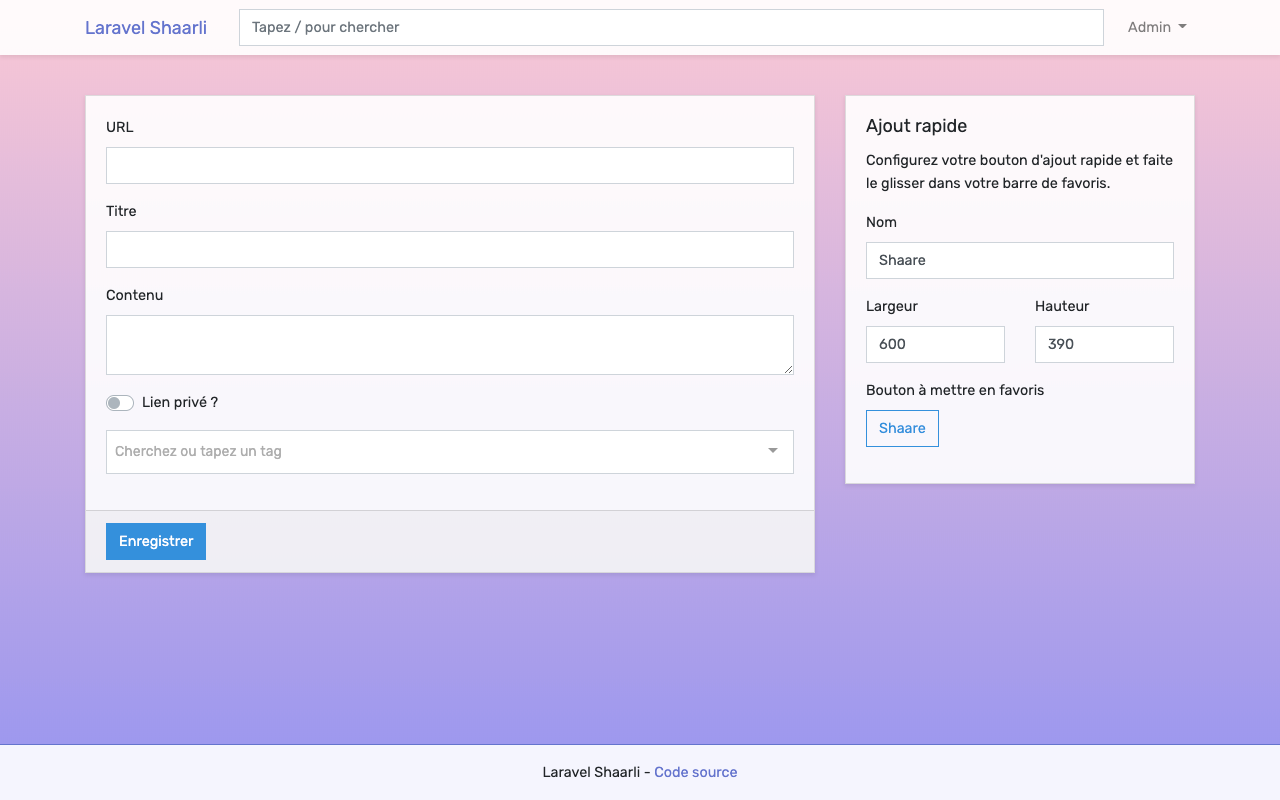 Laravel Shaarli
Tapez / pour chercher
Admin
URL
Titre
Contenu
Lien privé ?
Cherchez ou tapez un tag
Enregistrer
Ajout rapide
Configurez votre bouton d'ajout rapide et faite
le glisser dans votre barre de favoris.
Nom
Shaare
Largeur
Hauteur
600
390
Bouton à mettre en favoris
Shaare
Laravel Shaarli - Code source